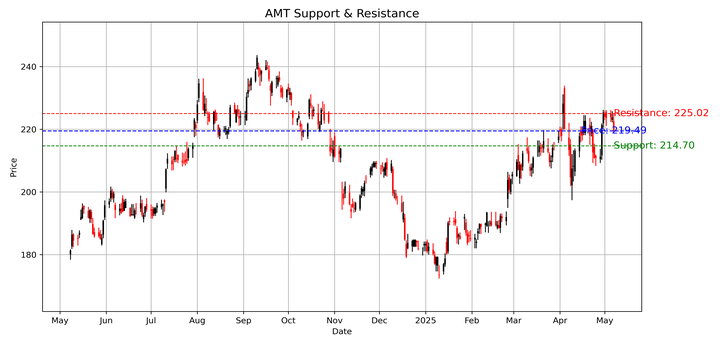 AMT Support & Resistance
Price
240
220
200
180
Resistance: 225.02
Price: 219.49
Support: 214.70
May
Jun
Jul
Aug
Sep
Oct
Nov
Dec
2025
Feb
Mar
Apr
May
Date